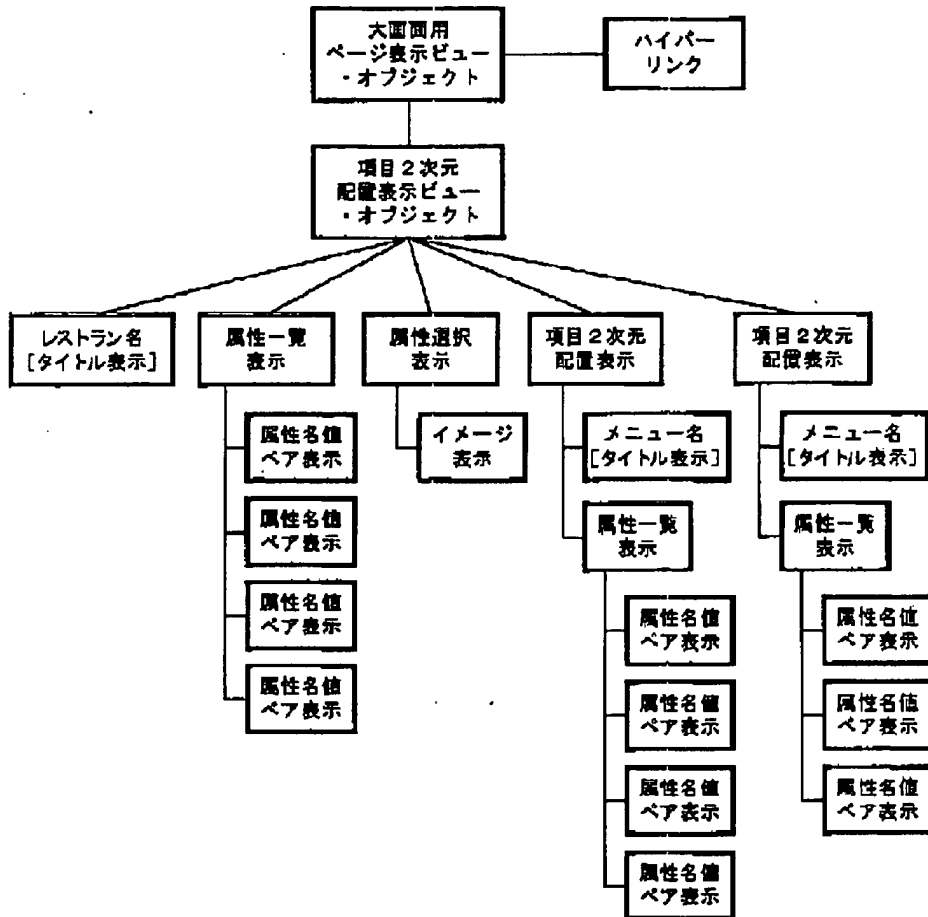 大画面用
ページ表示ビュー
・オブジェクト
ハイパー
リンク
項目2次元
配置表示ビュー
・オブジェクト
レストラン名
[タイトル表示]
属性一覧
表示
属性選択
表示
項目2次元
配置表示
項目2次元
配置表示
属性名値
ペア表示
属性名値
ペア表示
属性名値
ペア表示
属性名値
ペア表示
イメージ
表示
メニュー名
[タイトル表示]
属性一覧
表示
属性名値
ペア表示
属性名値
ペア表示
属性名値
ペア表示
属性名値
ペア表示
メニュー名
[タイトル表示]
属性一覧
表示
属性名値
ペア表示
属性名値
ペア表示
属性名値
ペア表示